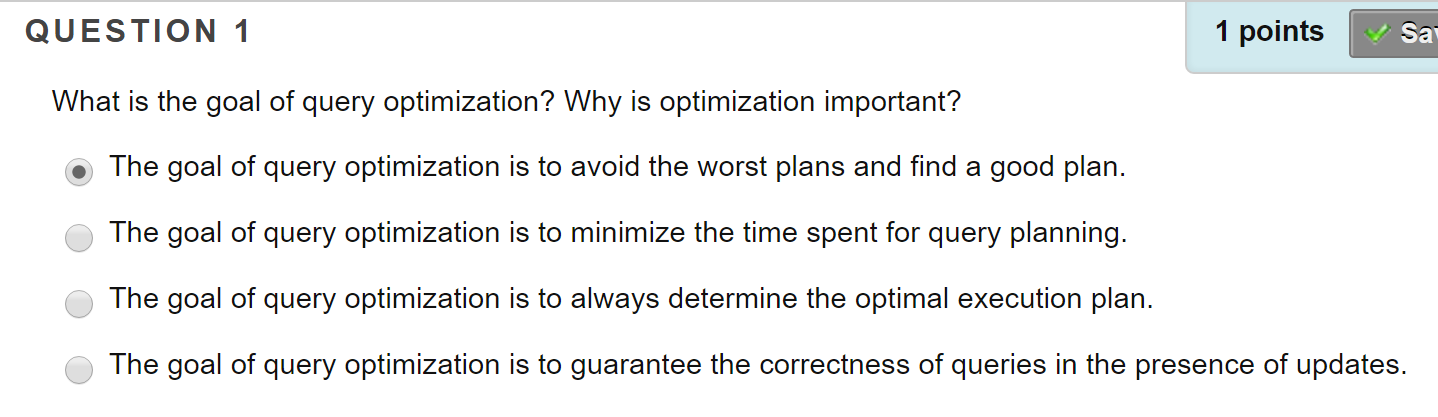 QUESTION 1
1 points
What is the goal of query optimization? Why is optimization important?
The goal of query optimization is to avoid the worst plans and find a good plan.
The goal of query optimization is to minimize the time spent for query planning.
The goal of query optimization is to always determine the optimal execution plan.
The goal of query optimization is to guarantee the correctness of queries in the presence of updates.